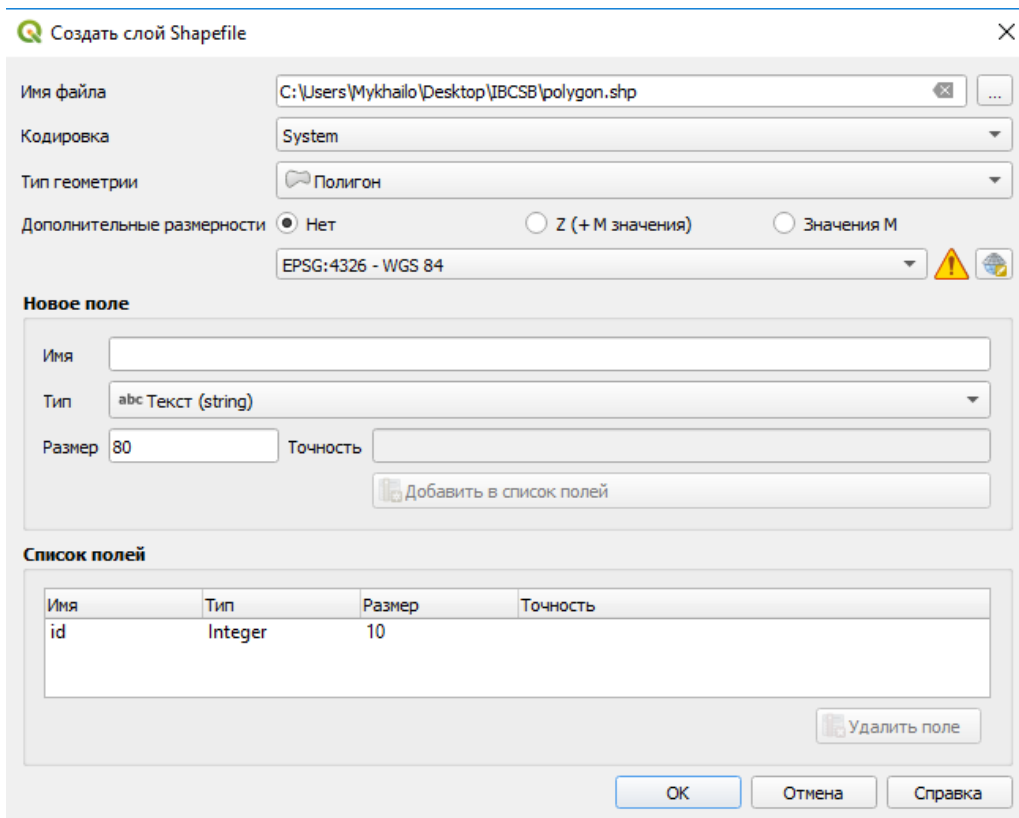 Создать слой Shapefile
Имя файла C:\Users\Mykhailo\Desktop\IBCSB\polygon.shp ...
Кодировка System
Тип геометрии Полигон
Дополнительные размерности Нет Z (+ M значения) Значения M
EPSG:4326 - WGS 84
Новое поле
Имя
Тип abc Текст (string)
Размер 80 Точность
Добавить в список полей
Список полей
Имя Тип Размер Точность
id Integer 10
Удалить поле
OK Отмена Справка